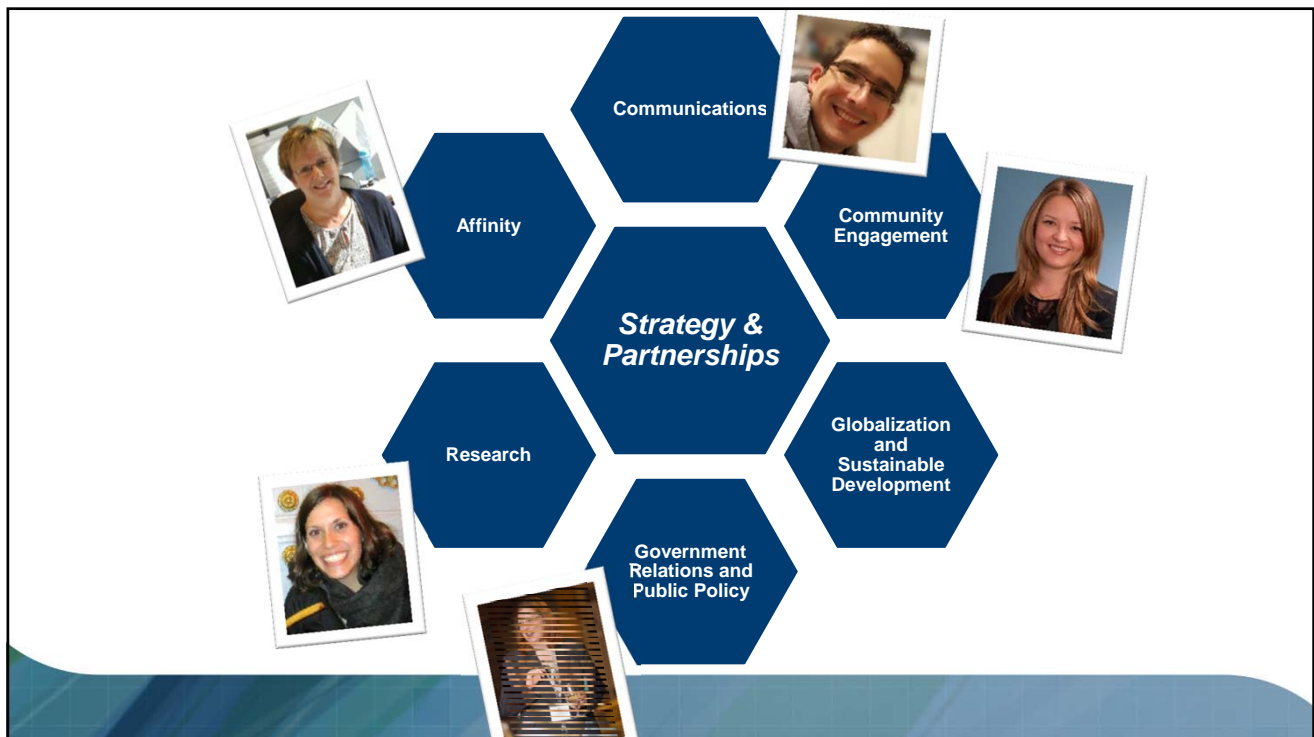 Communications
Affinity
Community
Engagement
Strategy &
Partnerships
Research
Globalization
and
Sustainable
Development
Government
Relations and
Public Policy